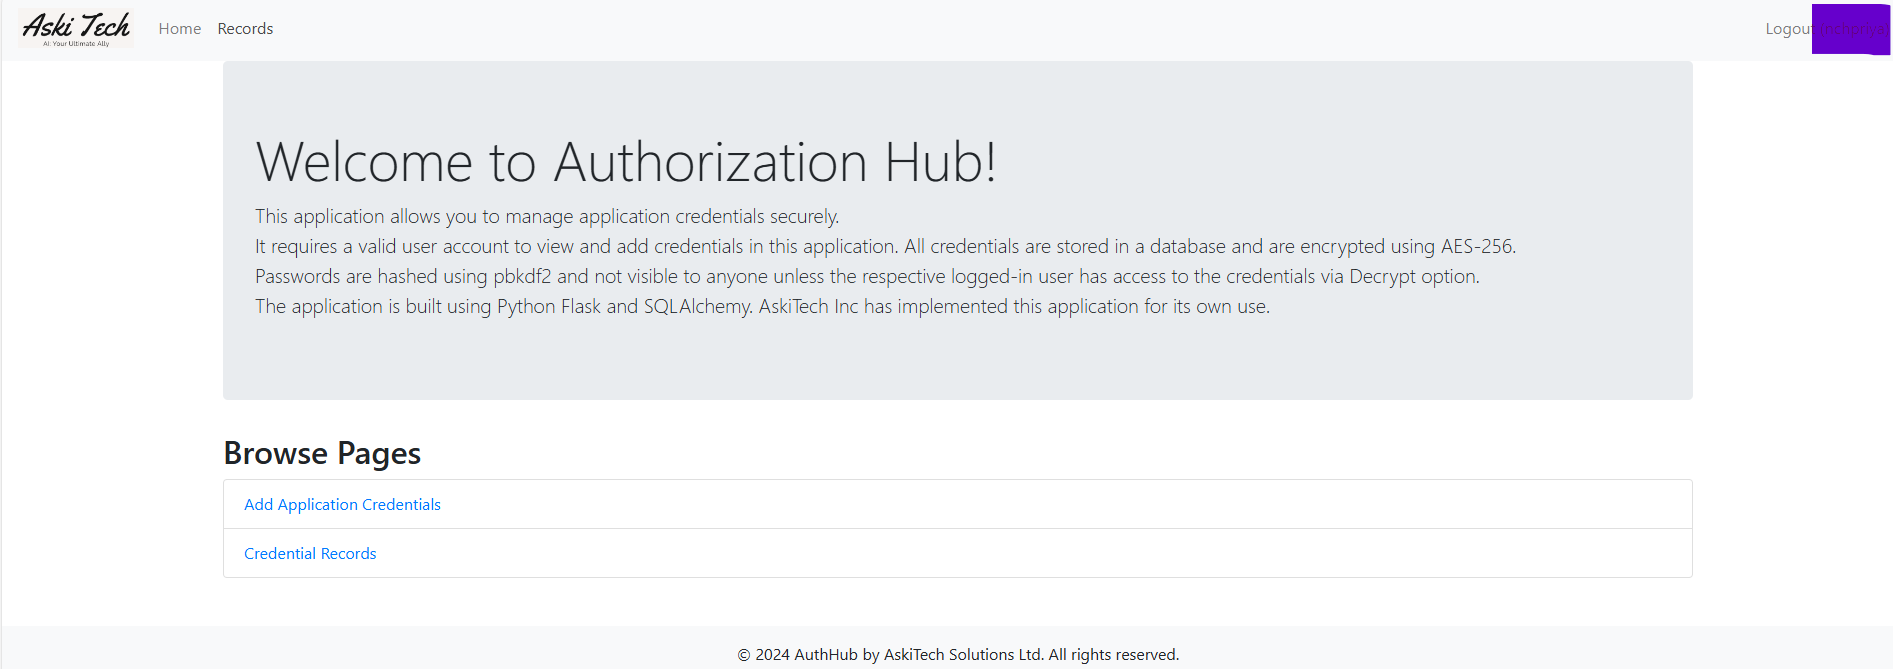 Aski Tech
AI: Your Ultimate Ally
Home Records Logout
Welcome to Authorization Hub!
This application allows you to manage application credentials securely.
It requires a valid user account to view and add credentials in this application. All credentials are stored in a database and are encrypted using AES-256.
Passwords are hashed using pbkdf2 and not visible to anyone unless the respective logged-in user has access to the credentials via Decrypt option.
The application is built using Python Flask and SQLAlchemy. AskiTech Inc has implemented this application for its own use.
Browse Pages
Add Application Credentials
Credential Records
© 2024 AuthHub by AskiTech Solutions Ltd. All rights reserved.